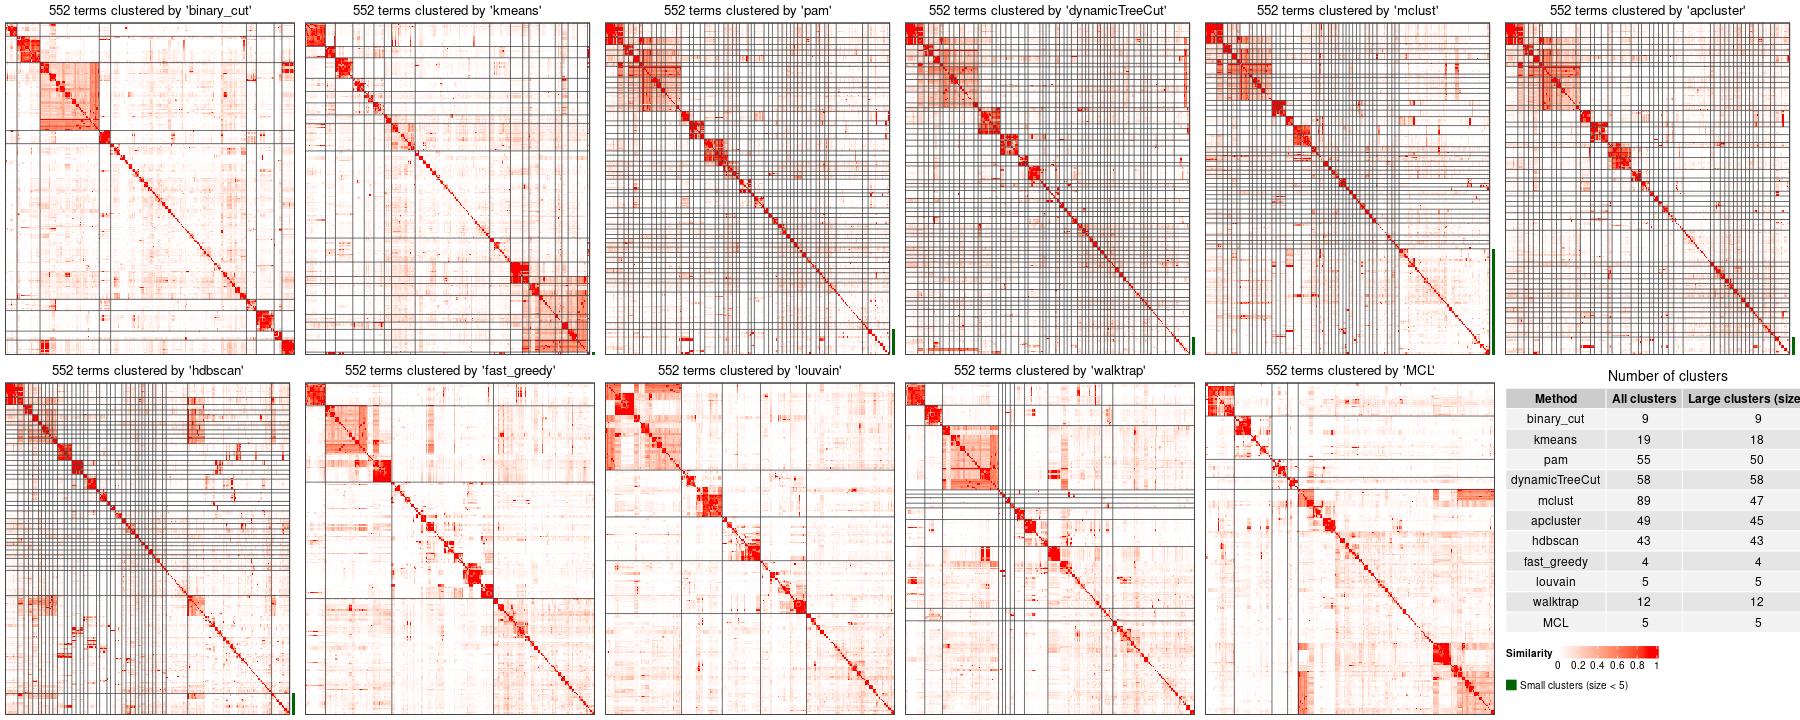 552 terms clustered by 'binary_cut'
552 terms clustered by 'kmeans'
552 terms clustered by 'pam'
552 terms clustered by 'dynamicTreeCut'
552 terms clustered by 'mclust'
552 terms clustered by 'apcluster'
552 terms clustered by 'hdbscan'
552 terms clustered by 'fast_greedy'
552 terms clustered by 'louvain'
552 terms clustered by 'walktrap'
552 terms clustered by 'MCL'
Number of clusters
Method All clusters Large clusters (size
binary_cut 9 9
kmeans 19 18
pam 55 50
dynamicTreeCut 58 58
mclust 89 47
apcluster 49 45
hdbscan 43 43
fast_greedy 4 4
louvain 5 5
walktrap 12 12
MCL 5 5
Similarity
0 0.2 0.4 0.6 0.8 1
Small clusters (size < 5)